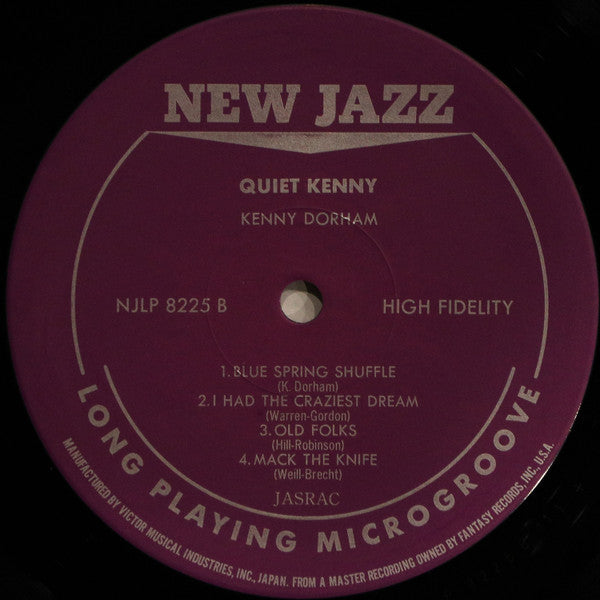 NEW JAZZ
QUIET KENNY
KENNY DORHAM
NJLP 8225 B
HIGH FIDELITY
1. BLUE SPRING SHUFFLE
(K. Dorham)
2. I HAD THE CRAZIEST DREAM
(Warren-Gordon)
3. OLD FOLKS
(Hill-Robinson)
4. MACK THE KNIFE
(Weill-Brecht)
JASRAC
LONG PLAYING MICROGROOVE
MANUFACTURED BY VICTOR MUSICAL INDUSTRIES, INC., JAPAN. FROM A MASTER RECORDING OWNED BY FANTASY RECORDS, INC., U.S.A.